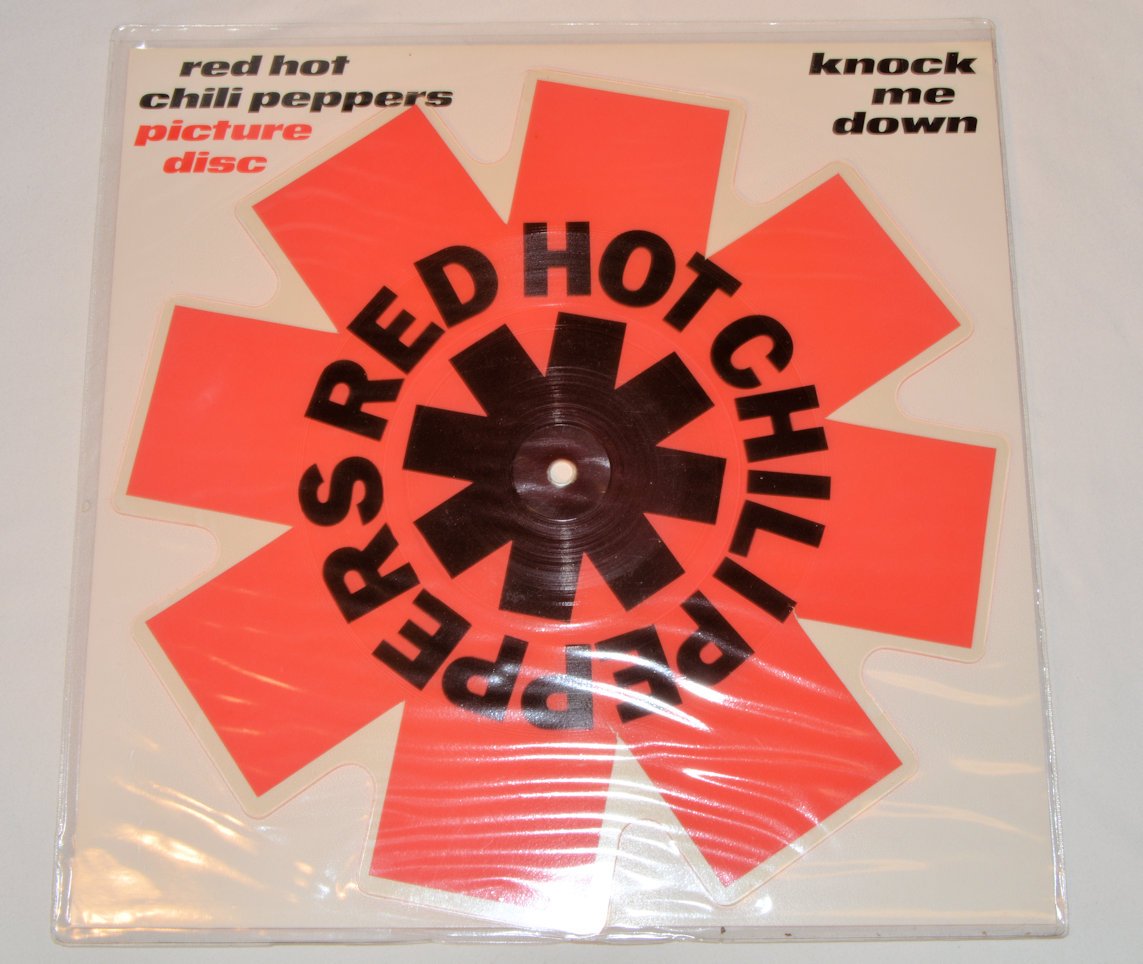 red hot
chili peppers
picture
disc
knock
me
down
RED HOT CHILI PEPPERS